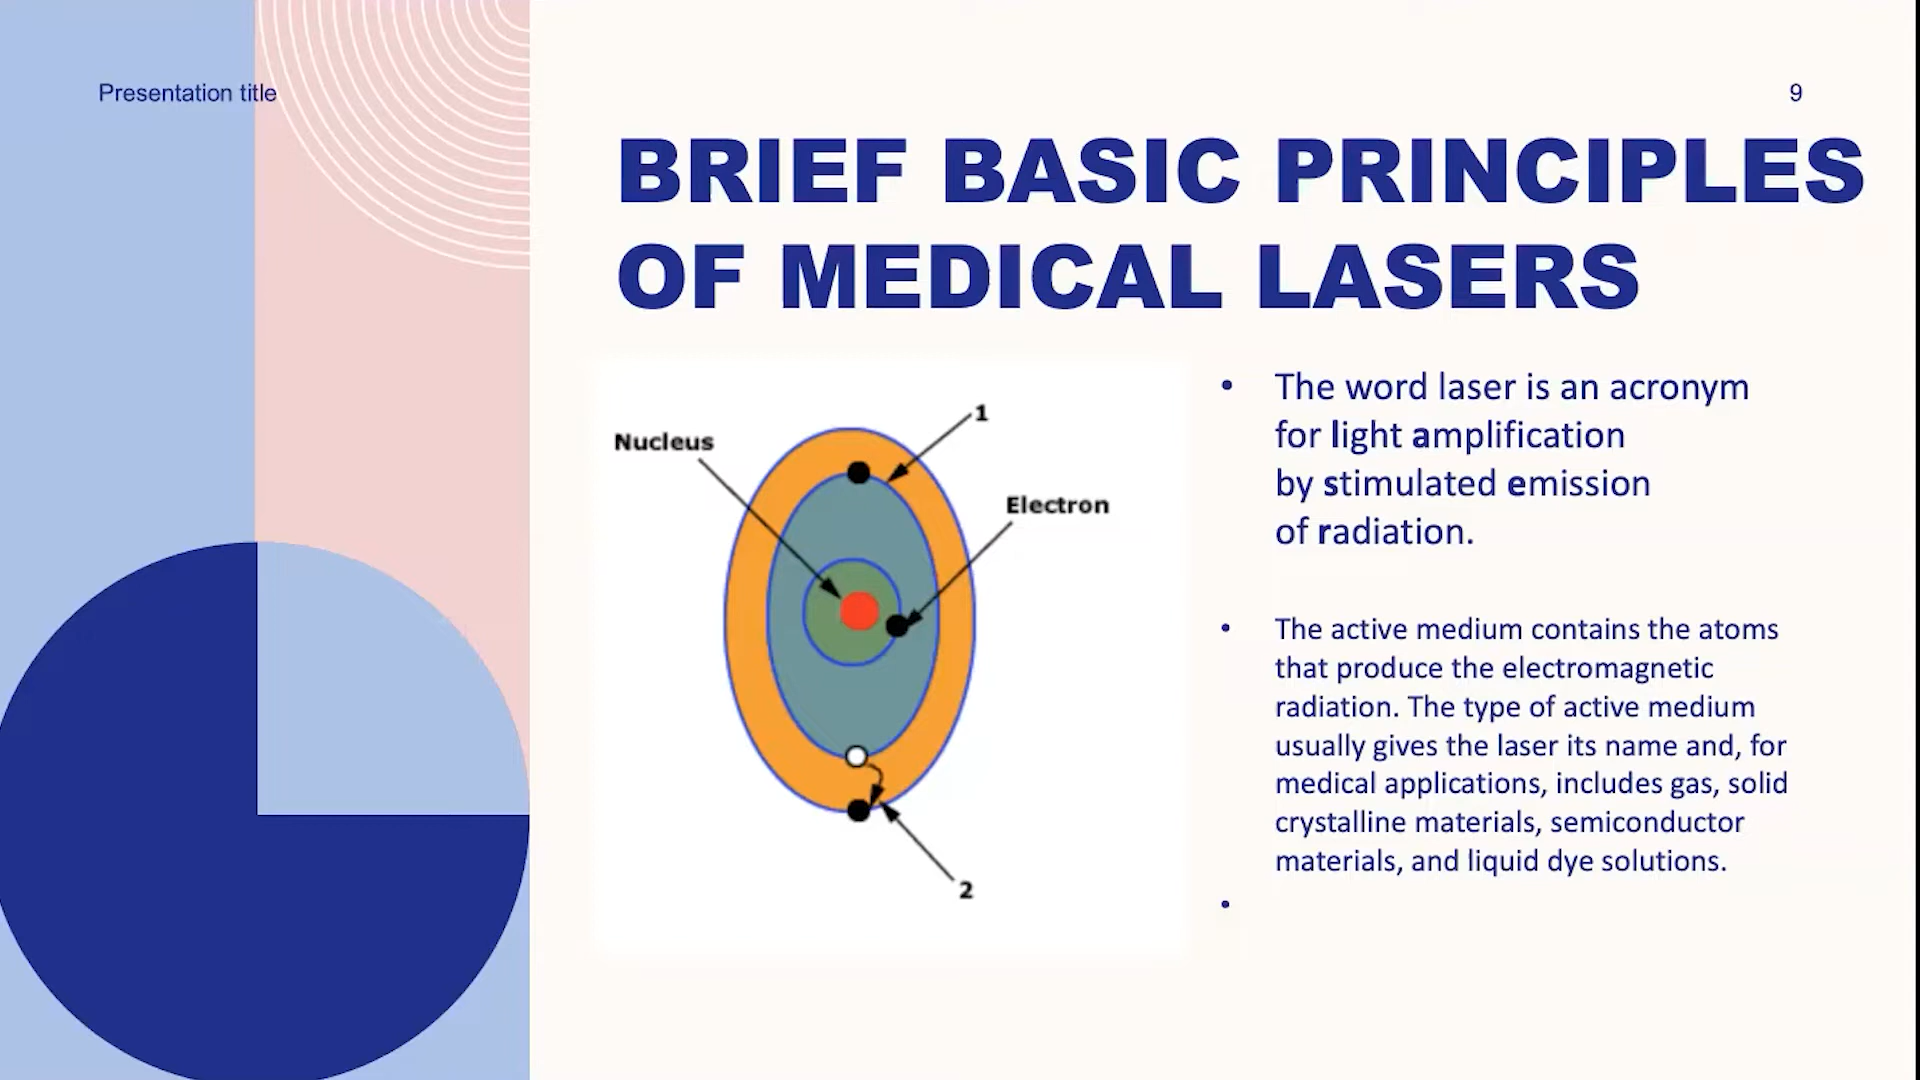 Presentation title
9
BRIEF BASIC PRINCIPLES
OF MEDICAL LASERS
1
Nucleus
Electron
2
• The word laser is an acronym
for light amplification
by stimulated emission
of radiation.
• The active medium contains the atoms
that produce the electromagnetic
radiation. The type of active medium
usually gives the laser its name and, for
medical applications, includes gas, solid
crystalline materials, semiconductor
materials, and liquid dye solutions.
•